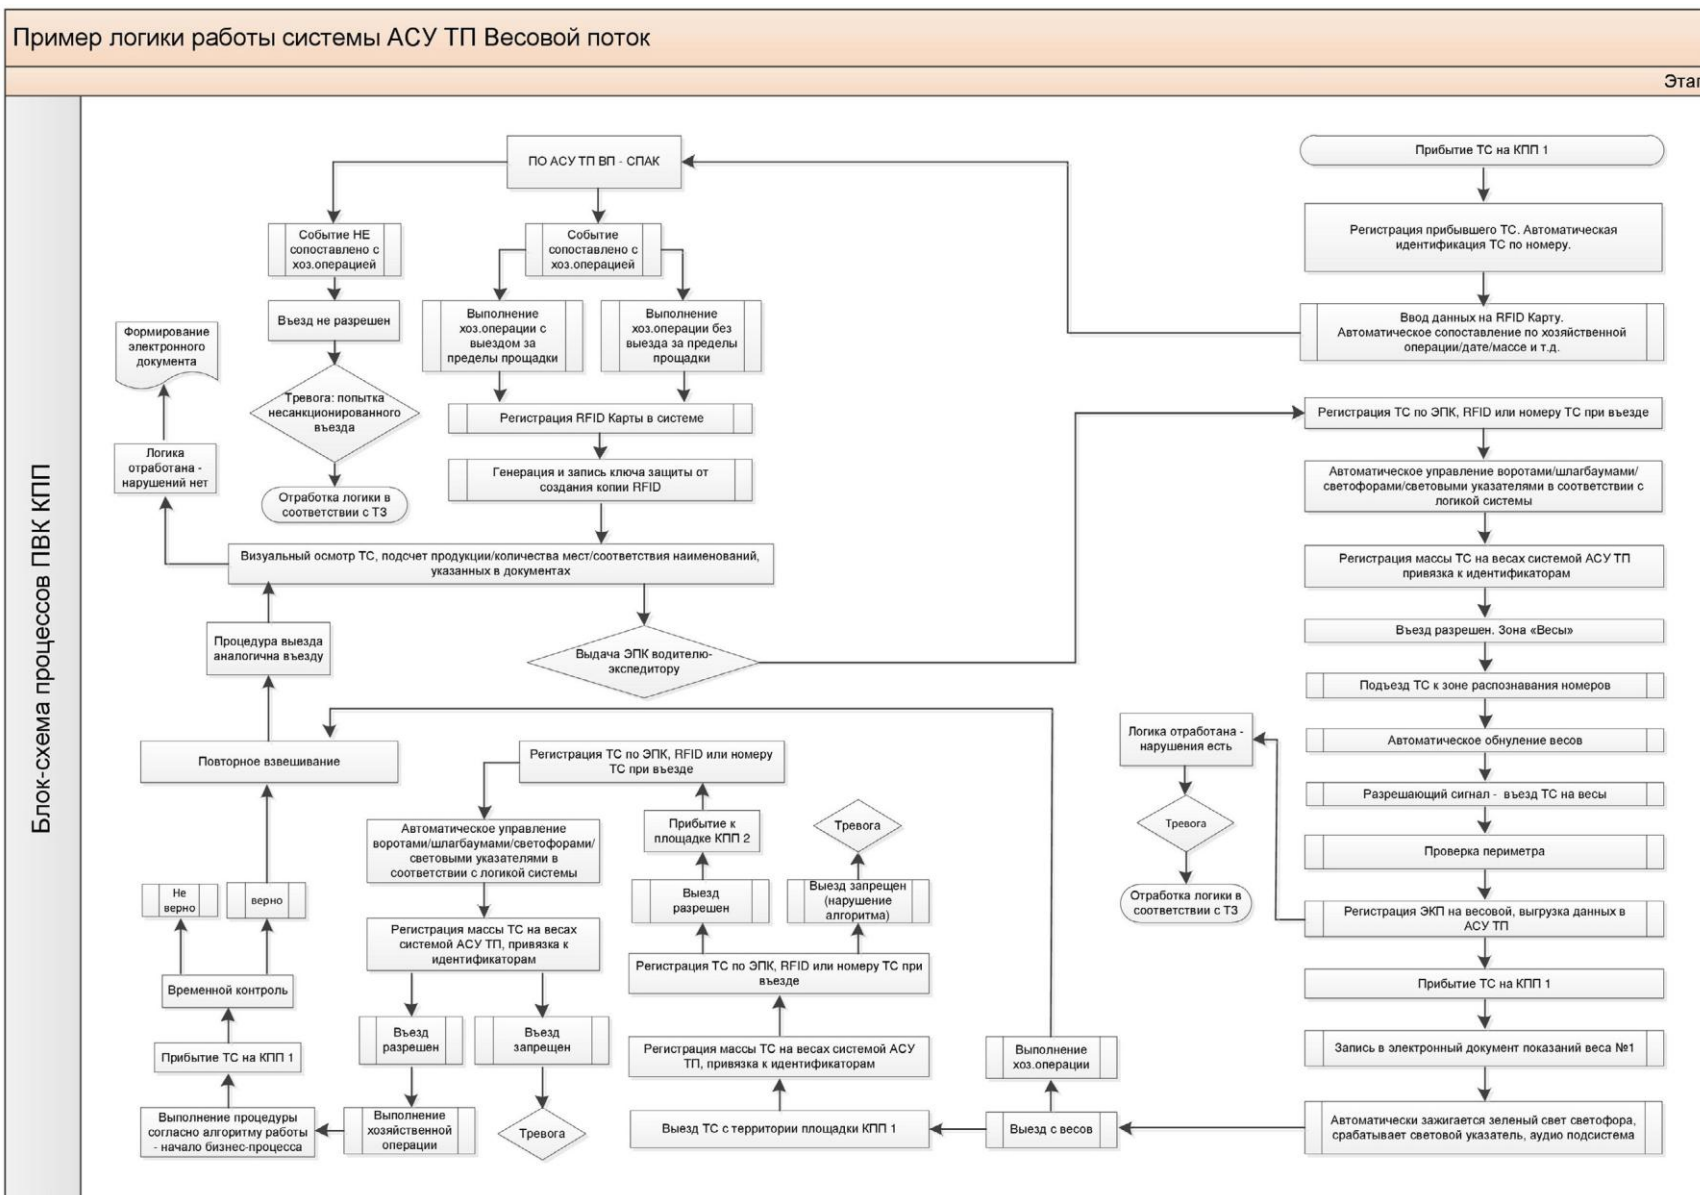 Пример логики работы системы АСУ ТП Весовой поток
Этап
Блок-схема процессов ПВК КПП
ПО АСУ ТП ВП - СПАК
Прибытие ТС на КПП 1
Событие НЕ
сопоставлено с
хоз.операцией
Событие
сопоставлено с
хоз.операцией
Регистрация прибывшего ТС. Автоматическая
идентификация ТС по номеру.
Въезд не разрешен
Выполнение
хоз.операции с
выездом за
пределы прощадки
Выполнение
хоз.операции без
выезда за пределы
прощадки
Ввод данных на RFID Карту.
Автоматическое сопоставление по хозяйственной
операции/дате/массе и т.д.
Формирование
электронного
документа
Тревога: попытка
несанкционированного
въезда
Регистрация RFID Карты в системе
Регистрация ТС по ЭПК, RFID или номеру ТС при въезде
Логика
отработана -
нарушений нет
Генерация и запись ключа защиты от
создания копии RFID
Автоматическое управление воротами/шлагбаумами/
светофорами/световыми указателями в соответствии с
логикой системы
Отработка логики в
соответствии с ТЗ
Визуальный осмотр ТС, подсчет продукции/количества мест/соответствия наименований,
указанных в документах
Регистрация массы ТС на весах системой АСУ ТП
привязка к идентификаторам
Процедура выезда
аналогична въезду
Выдача ЭПК водителю-
экспедитору
Въезд разрешен. Зона «Весы»
Подъезд ТС к зоне распознавания номеров
Повторное взвешивание
Регистрация ТС по ЭПК, RFID или номеру
ТС при въезде
Логика отработана -
нарушения есть
Автоматическое обнуление весов
Разрешающий сигнал - въезд ТС на весы
Автоматическое управление
воротами/шлагбаумами/светофорами/
световыми указателями в
соответствии с логикой системы
Прибытие к
площадке КПП 2
Тревога
Тревога
Проверка периметра
Не
верно
верно
Выезд
разрешен
Выезд запрещен
(нарушение
алгоритма)
Отработка логики в
соответствии с ТЗ
Регистрация ЭКП на весовой, выгрузка данных в
АСУ ТП
Регистрация массы ТС на весах
системой АСУ ТП, привязка к
идентификаторам
Временной контроль
Регистрация ТС по ЭПК, RFID или номеру ТС при
въезде
Прибытие ТС на КПП 1
Въезд
разрешен
Въезд
запрещен
Прибытие ТС на КПП 1
Регистрация массы ТС на весах системой АСУ
ТП, привязка к идентификаторам
Выполнение
хоз.операции
Запись в электронный документ показаний веса №1
Выполнение процедуры
согласно алгоритму работы
- начало бизнес-процесса
Выполнение
хозяйственной
операции
Тревога
Выезд ТС с территории площадки КПП 1
Выезд с весов
Автоматически зажигается зеленый свет светофора,
срабатывает световой указатель, аудио подсистема